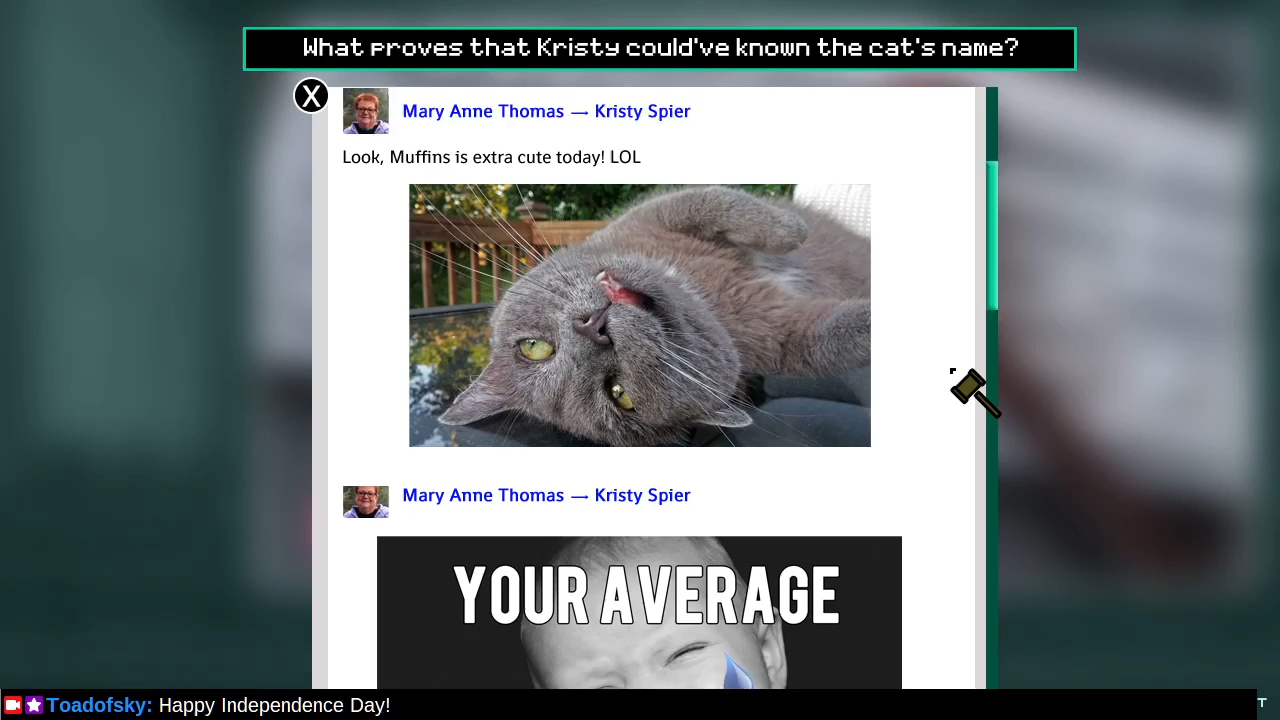 What proves that Kristy could've known the cat's name?
X
Mary Anne Thomas — Kristy Spier
Look, Muffins is extra cute today! LOL
Mary Anne Thomas — Kristy Spier
YOUR AVERAGE
Toadofsky: Happy Independence Day!
T